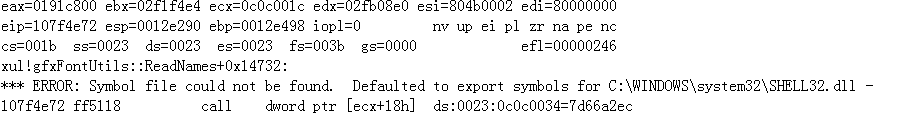 eax=0191c800 ebx=02f1f4e4 ecx=0c0c001c edx=02fb08e0 esi=804b0002 edi=80000000
eip=107f4e72 esp=0012e290 ebp=0012e498 iopl=0         nv up ei pl zr na pe nc
cs=001b  ss=0023  ds=0023  es=0023  fs=003b  gs=0000             efl=00000246
xul!gfxFontUtils::ReadNames+0x14732:
*** ERROR: Symbol file could not be found.  Defaulted to export symbols for C:\WINDOWS\system32\SHELL32.dll -
107f4e72 ff5118          call    dword ptr [ecx+18h]  ds:0023:0c0c0034=7d66a2ec